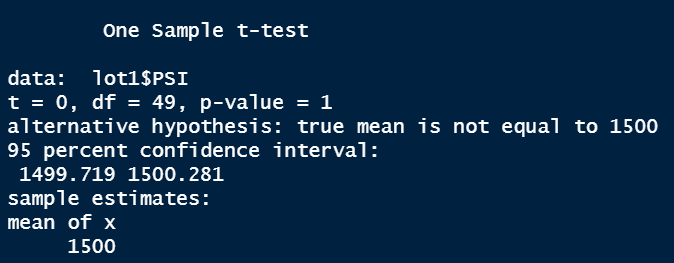 One Sample t-test
data: lot1$PSI
t = 0, df = 49, p-value = 1
alternative hypothesis: true mean is not equal to 1500
95 percent confidence interval:
1499.719 1500.281
sample estimates:
mean of x
1500